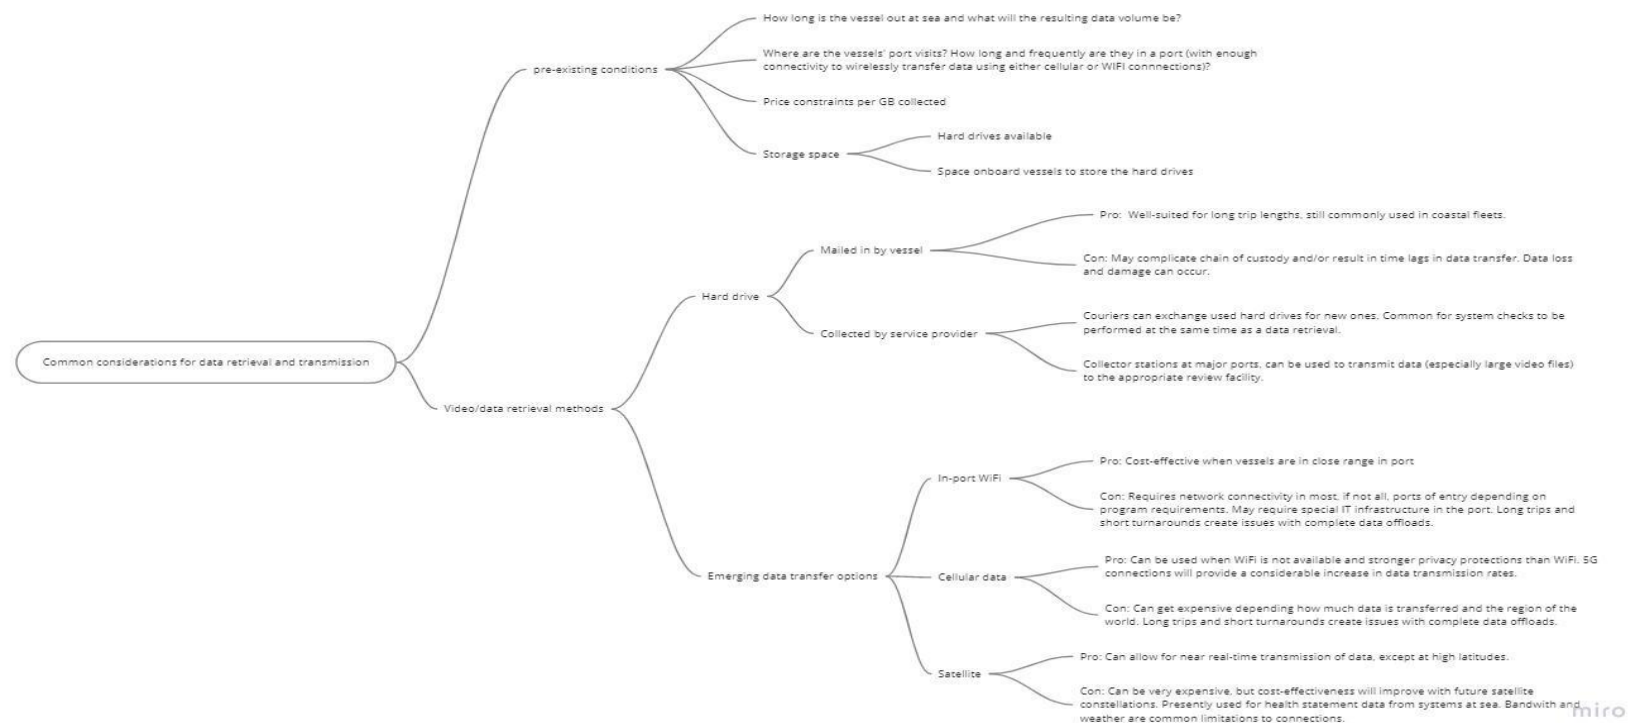 How long is the vessel out at sea and what will the resulting data volume be?
Where are the vessels' port visits? How long and frequently are they in a port (with enough
connectivity to wirelessly transfer data using either cellular or WIFI connnections)?
pre-existing conditions
Price constraints per GB collected
Hard drives available
Storage space
Space onboard vessels to store the hard drives
Pro:  Well-suited for long trip lengths, still commonly used in coastal fleets.
Mailed in by vessel
Con: May complicate chain of custody and/or result in time lags in data transfer. Data loss
and damage can occur.
Hard drive
Couriers can exchange used hard drives for new ones. Common for system checks to be
performed at the same time as a data retrieval.
Collected by service provider
Collector stations at major ports, can be used to transmit data (especially large video files)
to the appropriate review facility.
Common considerations for data retrieval and transmission
Video/data retrieval methods
Pro: Cost-effective when vessels are in close range in port
In-port WiFi
Con: Requires network connectivity in most, if not all, ports of entry depending on
program requirements. May require special IT infrastructure in the port. Long trips and
short turnarounds create issues with complete data offloads.
Pro: Can be used when WiFi is not available and stronger privacy protections than WiFi. 5G
connections will provide a considerable increase in data transmission rates.
Emerging data transfer options
Cellular data
Con: Can get expensive depending how much data is transferred and the region of the
world. Long trips and short turnarounds create issues with complete data offloads.
Pro: Can allow for near real-time transmission of data, except at high latitudes.
Satellite
Con: Can be very expensive, but cost-effectiveness will improve with future satellite
constellations. Presently used for health statement data from systems at sea. Bandwith and
weather are common limitations to connections.
miro